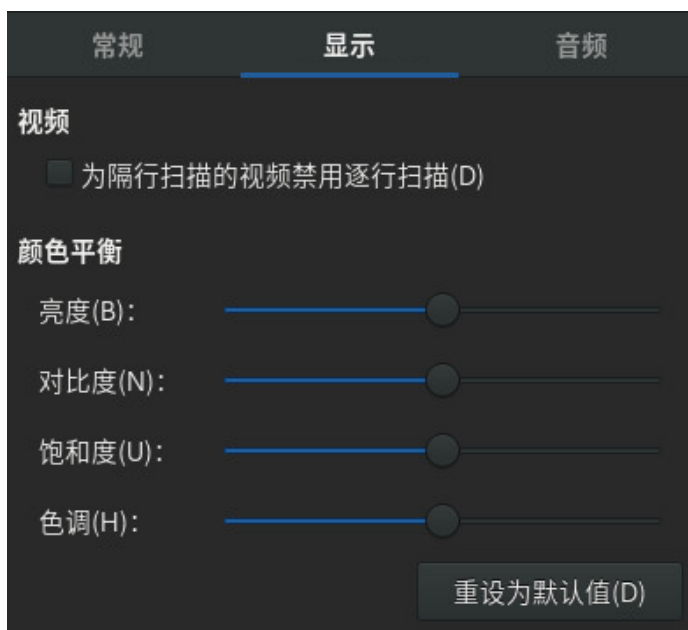 常规 显示 音频
视频
为隔行扫描的视频禁用逐行扫描(D)
颜色平衡
亮度(B):
对比度(N):
饱和度(U):
色调(H):
重设为默认值(D)